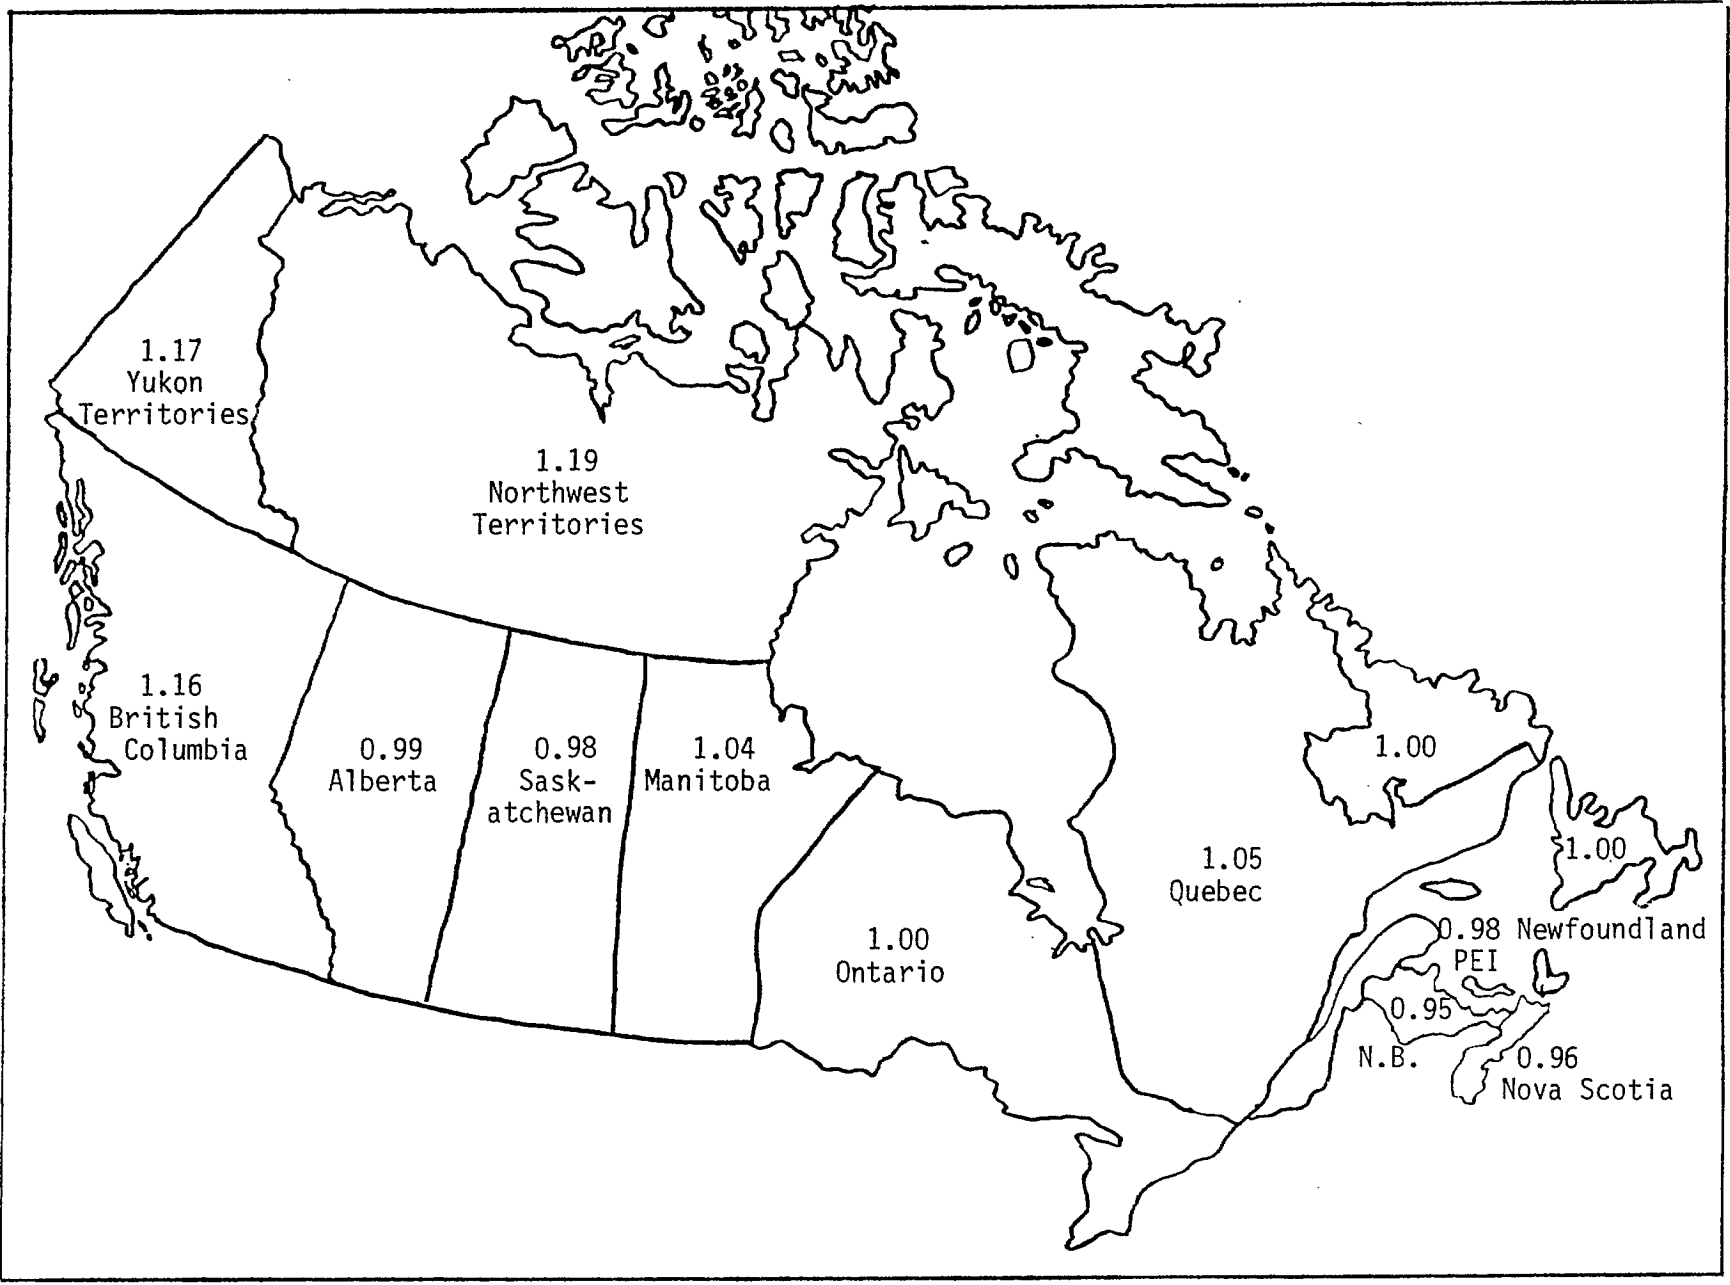 1.17
Yukon
Territories
1.19
Northwest
Territories
1.16
British
Columbia
0.99
Alberta
0.98
Sask-
atchewan
1.04
Manitoba
1.00
Ontario
1.05
Quebec
1.00
1.00
Newfoundland
0.98
PEI
0.95
N.B.
0.96
Nova Scotia